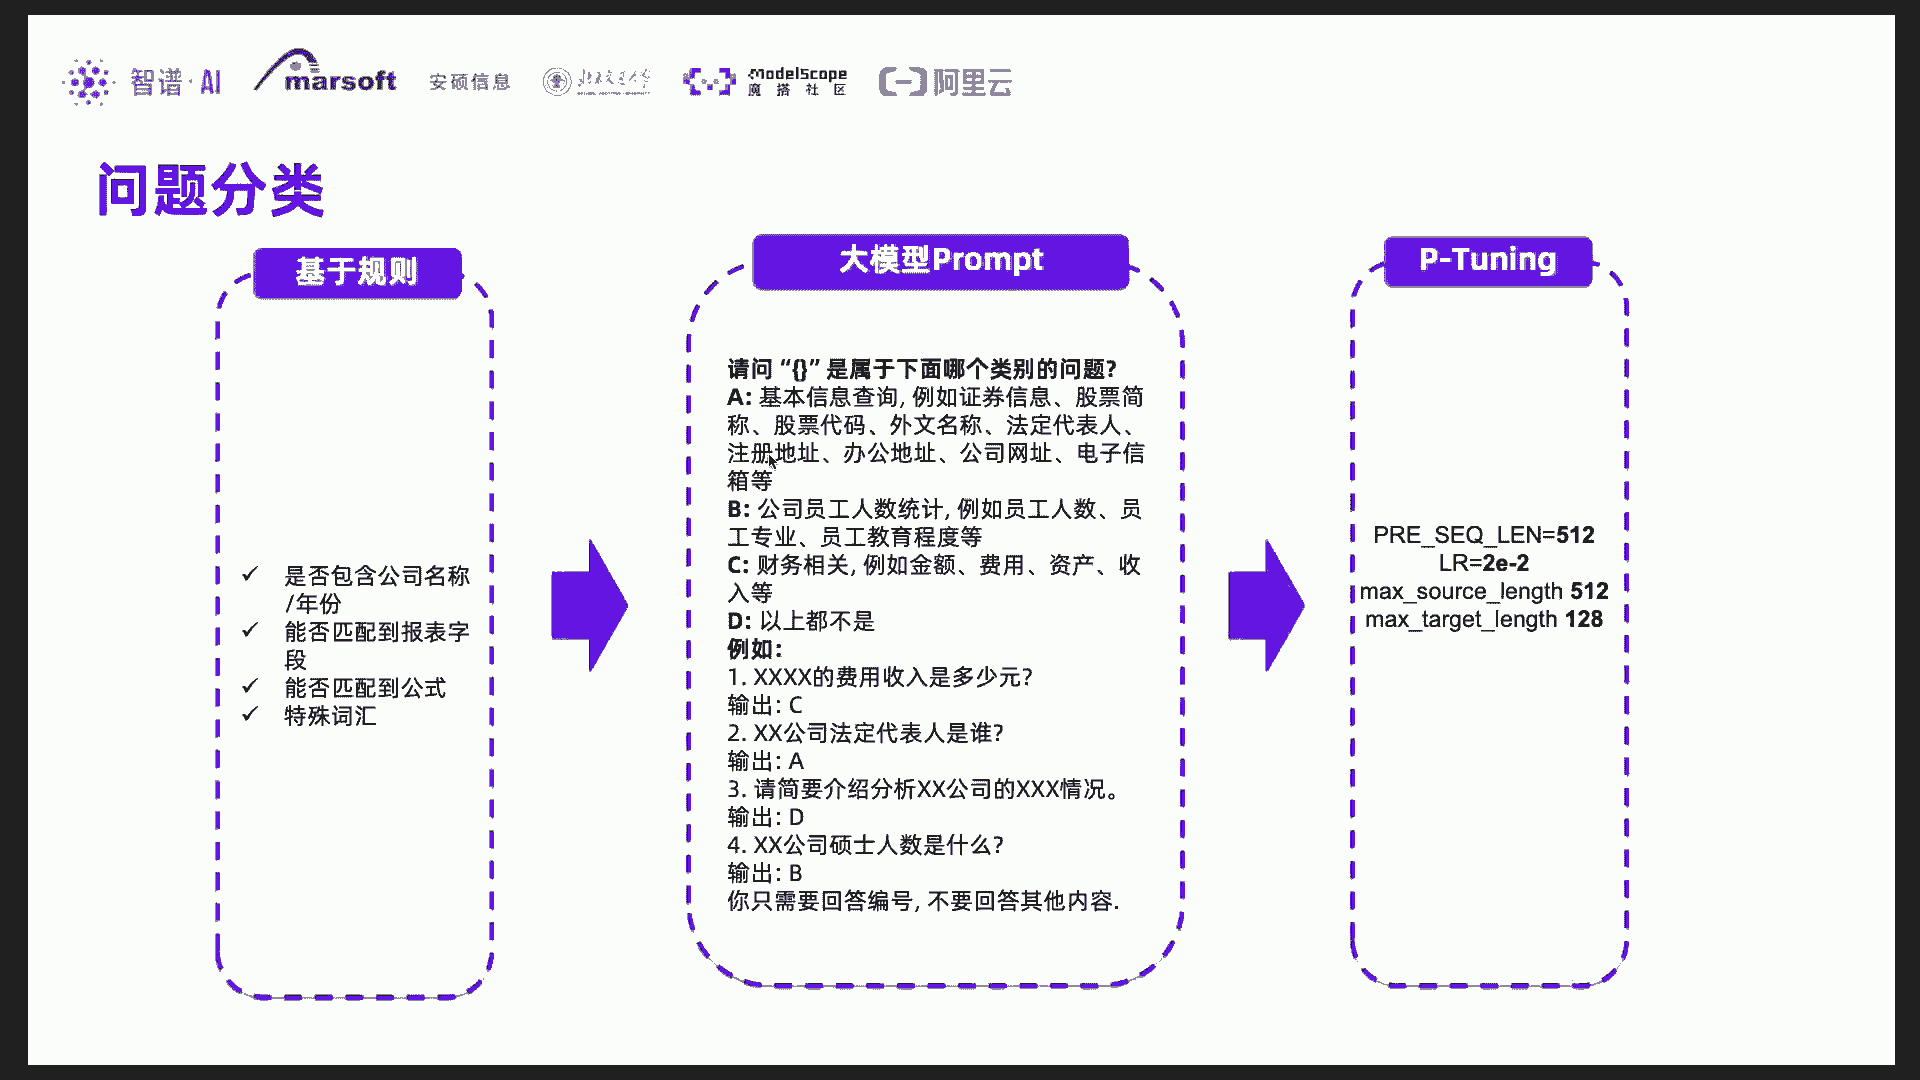 智谱·AI
marsoft
安硕信息
ModelScope
魔搭社区
阿里云
问题分类
基于规则
是否包含公司名称
/年份
能否匹配到报表字
段
能否匹配到公式
特殊词汇
大模型Prompt
请问 “{}” 是属于下面哪个类别的问题?
A: 基本信息查询, 例如证券信息、股票简
称、股票代码、外文名称、法定代表人、
注册地址、办公地址、公司网址、电子信
箱等
B: 公司员工人数统计, 例如员工人数、员
工专业、员工教育程度等
C: 财务相关, 例如金额、费用、资产、收
入等
D: 以上都不是
例如:
1. XXXX的费用收入是多少元?
输出: C
2. XX公司法定代表人是谁?
输出: A
3. 请简要介绍分析XX公司的XXX情况。
输出: D
4. XX公司硕士人数是什么?
输出: B
你只需要回答编号, 不要回答其他内容.
P-Tuning
PRE_SEQ_LEN=512
LR=2e-2
max_source_length 512
max_target_length 128